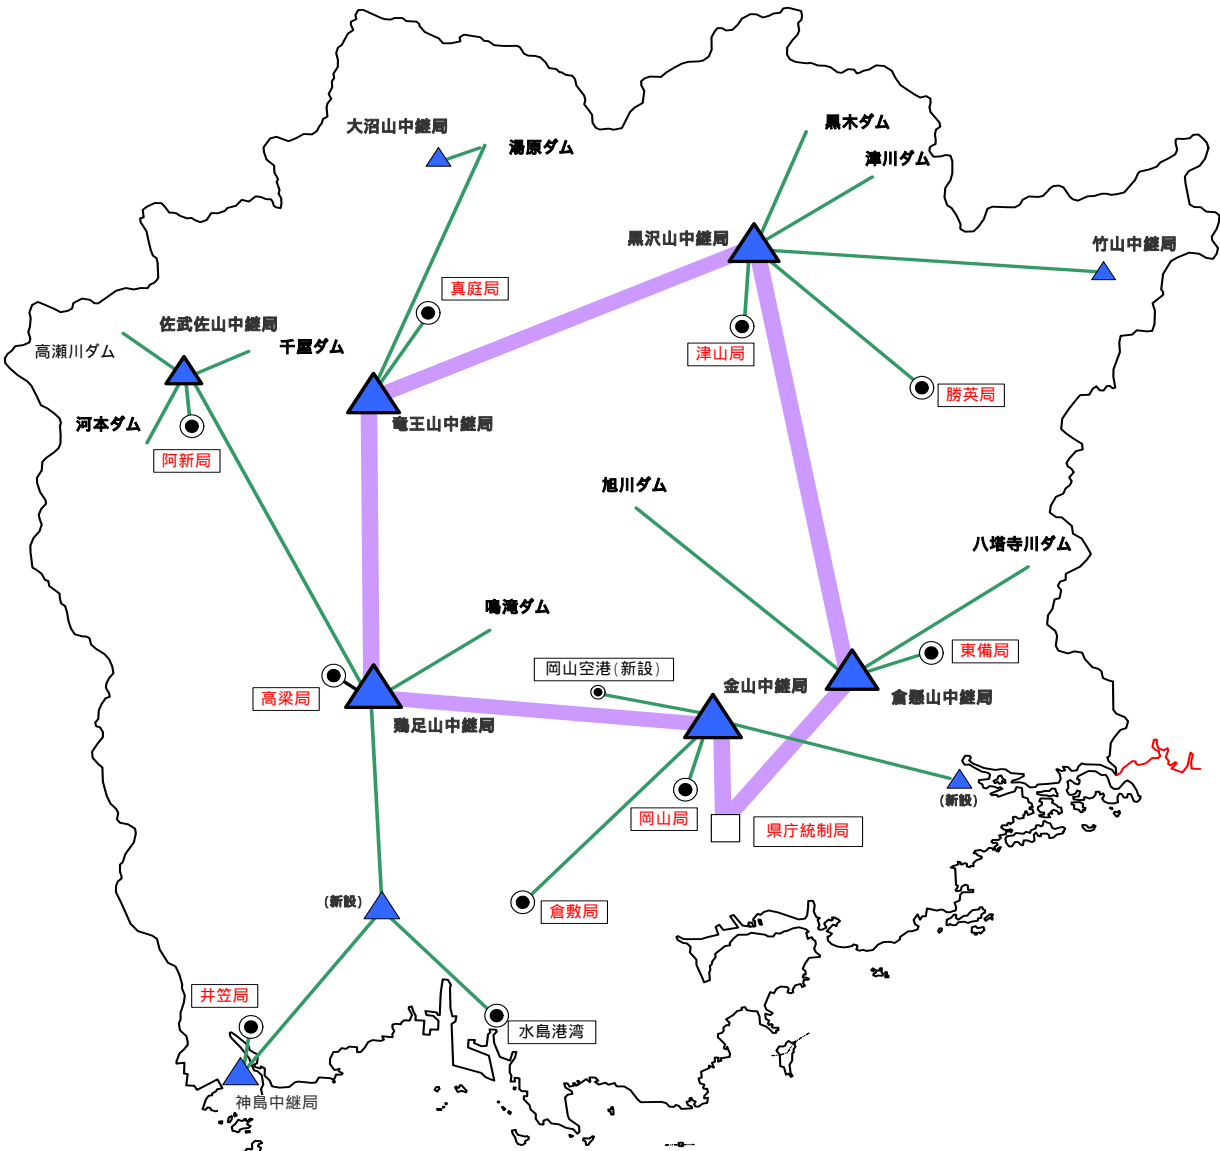 大沼山中継局
湯原ダム
黒木ダム
津川ダム
黒沢山中継局
竹山中継局
真庭局
佐武佐山中継局
高瀬川ダム
千屋ダム
津山局
勝英局
河本ダム
竜王山中継局
阿新局
旭川ダム
八塔寺川ダム
鳴滝ダム
岡山空港(新設)
東備局
高梁局
金山中継局
倉懸山中継局
鶏足山中継局
(新設)
岡山局
県庁統制局
(新設)
倉敷局
井笠局
水島港湾
神島中継局